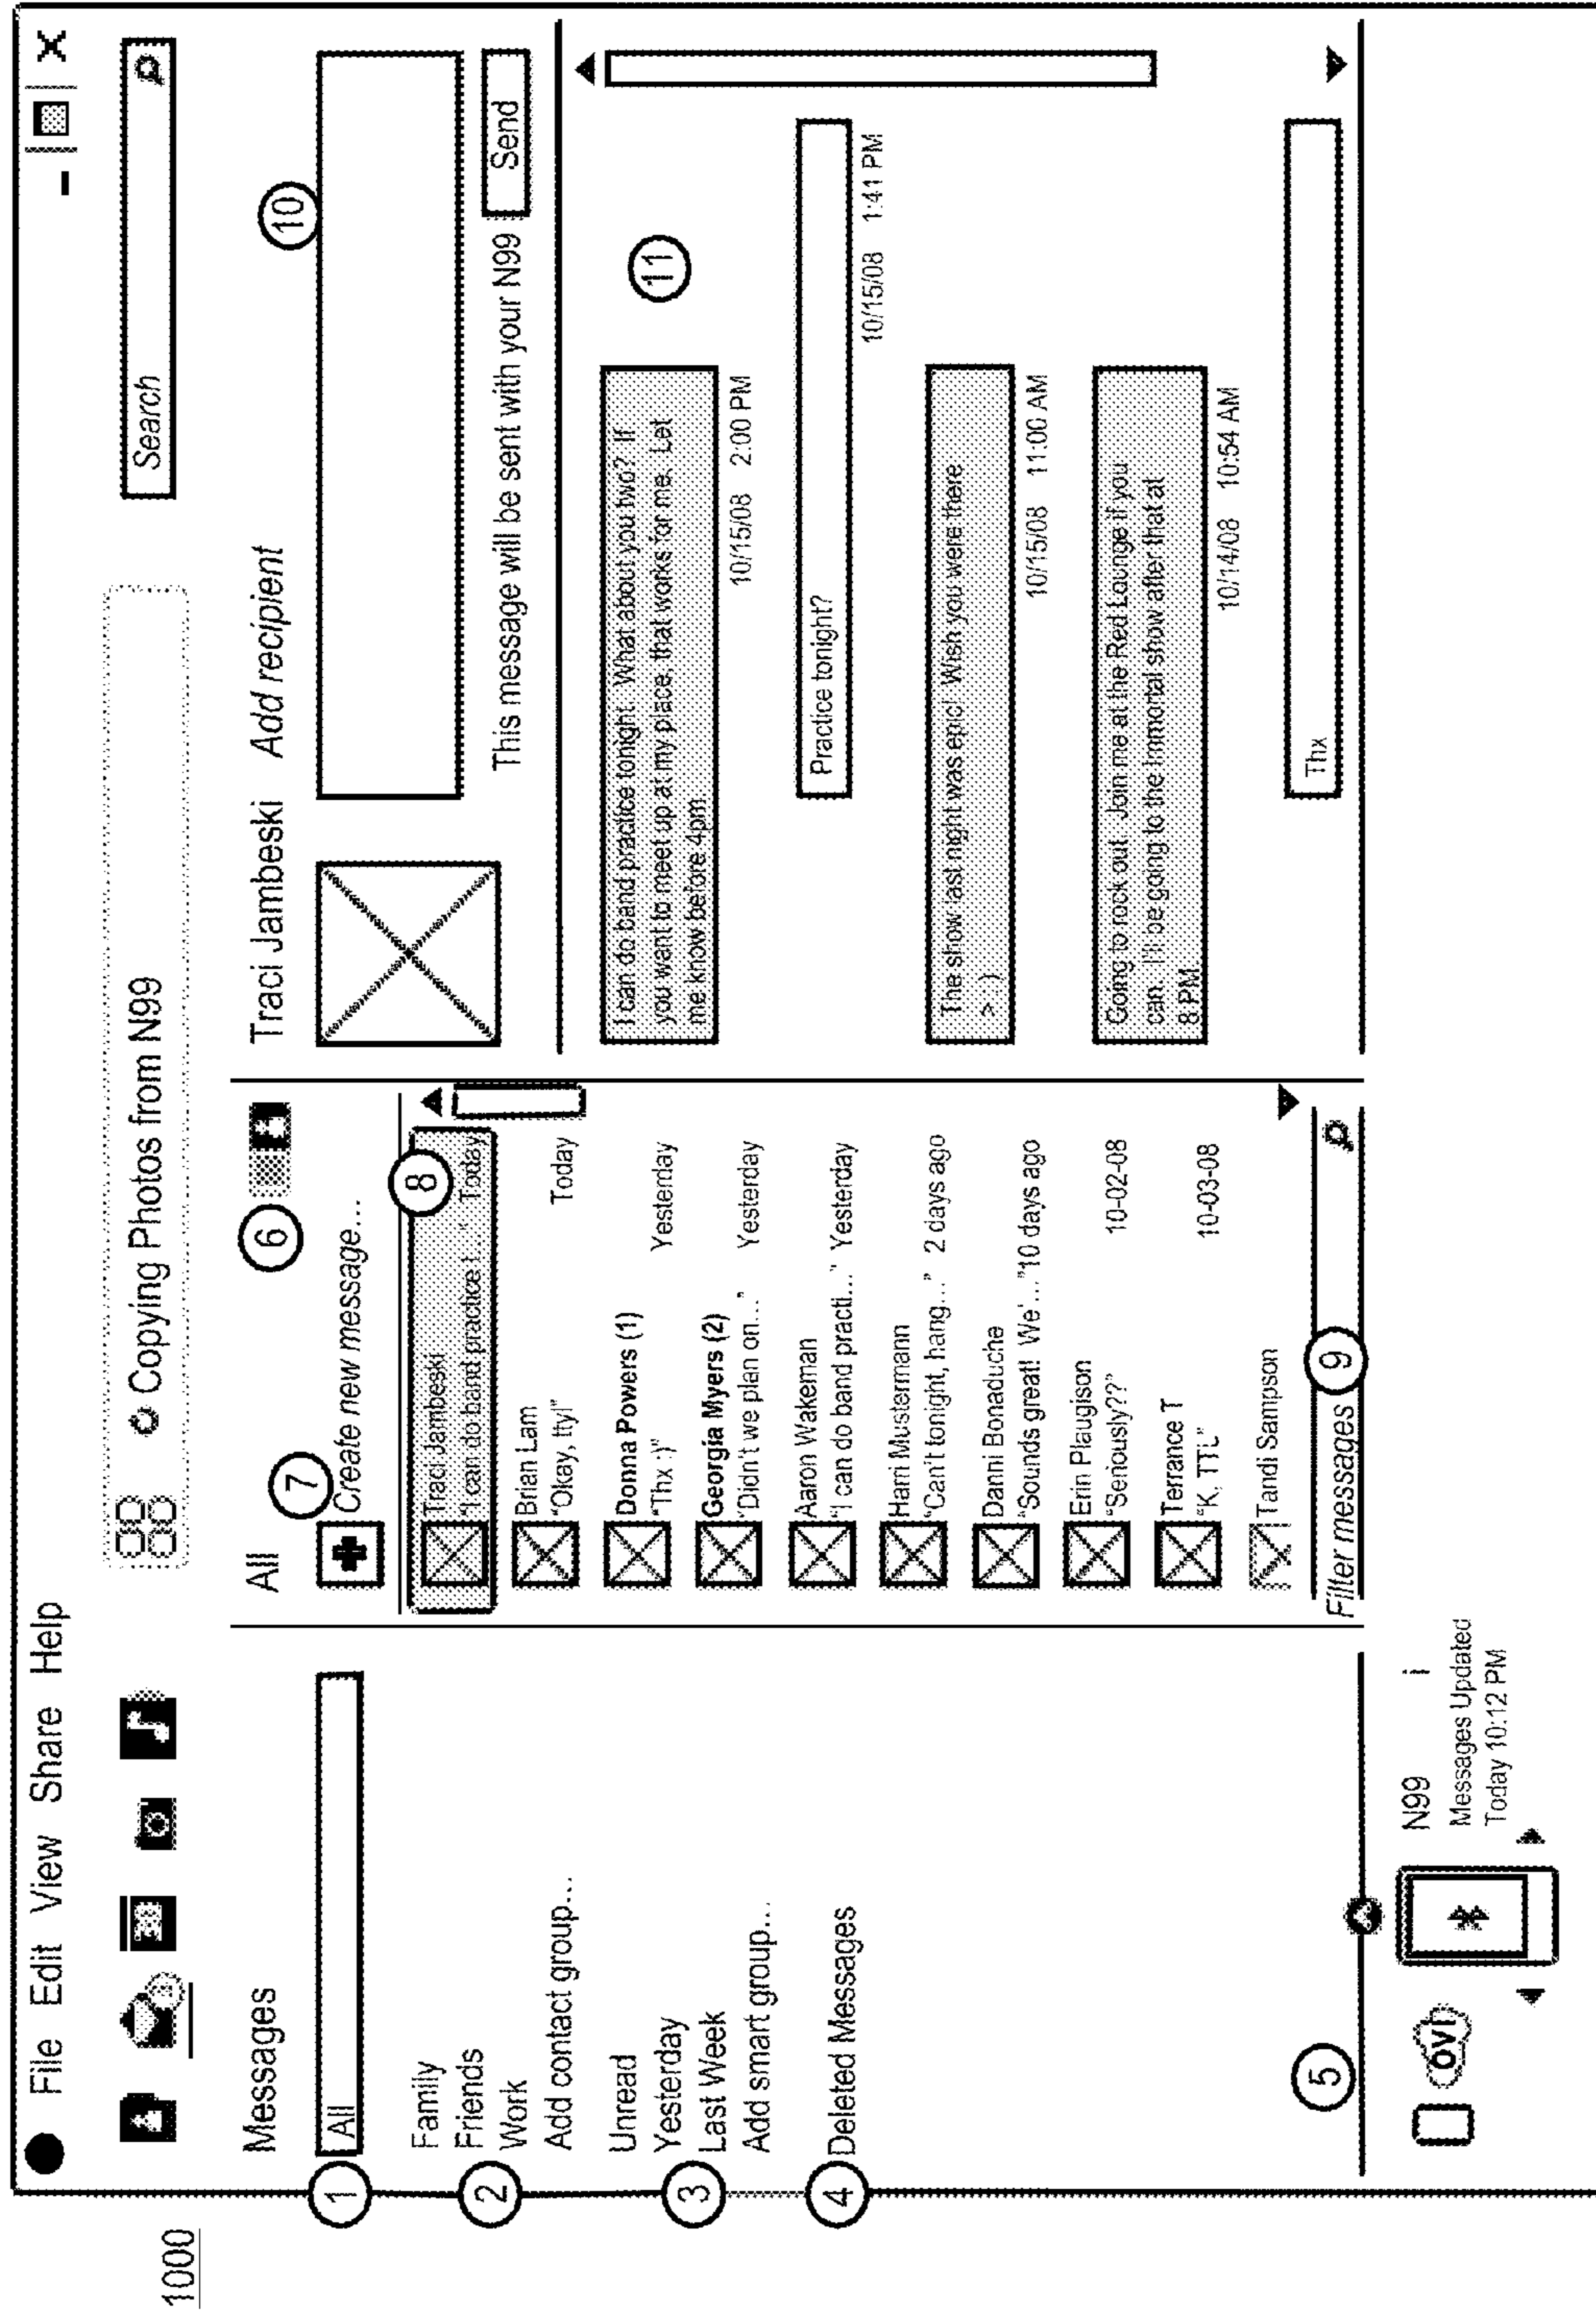 1000
File Edit View Share Help
Copying Photos from N99
Search
Messages
1
All
Family
Friends
2
Work
Add contact group...
Unread
Yesterday
3
Last Week
Add smart group...
4
Deleted Messages
5
All
6
7
Create new message...
8
Traci Jambeski
"I can do band practice t..." Today
Brian Lam
"Okay, ttyl" Today
Donna Powers (1)
"Thx :)" Yesterday
Georgia Myers (2)
"Didn't we plan on..." Yesterday
Aaron Wakeman
"I can do band practi..." Yesterday
Harri Mustermann
"Can't tonight, hang..." 2 days ago
Danni Bonaduche
"Sounds great! We'..." 10 days ago
Erin Plaugison
"Seriously??" 10-02-08
Terrance T
"K, TTL" 10-03-08
Tandi Sampson
Filter messages
9
Traci Jambeski Add recipient
10
This message will be sent with your N99
Send
11
I can do band practice tonight. What about you two? If
you want to meet up at my place, that works for me. Let
me know before 4pm.
10/15/08 2:00 PM
Practice tonight?
10/15/08 1:41 PM
The show last night was epic! Wish you were there
> :)
10/15/08 11:00 AM
Going to rock out. Join me at the Red Lounge if you
can. I'll be going to the Immortal show after that at
8 PM.
10/14/08 10:54 AM
Thx
ovi
N99 i
Messages Updated
Today 10:12 PM